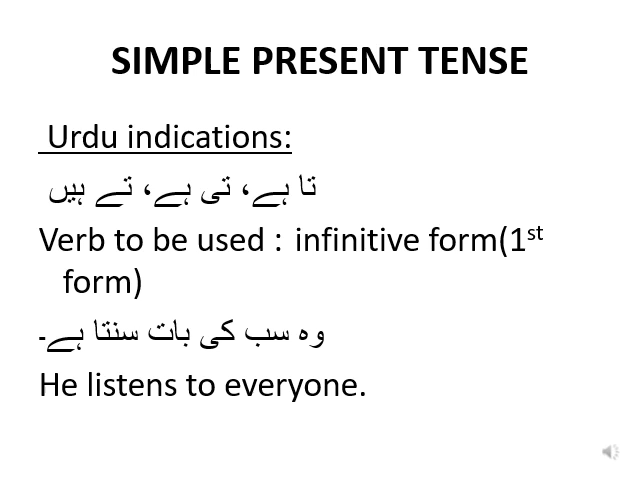 SIMPLE PRESENT TENSE
Urdu indications:
تا ہے، تی ہے، تے ہیں
Verb to be used : infinitive form(1st
form)
وہ سب کی بات سنتا ہے۔
He listens to everyone.